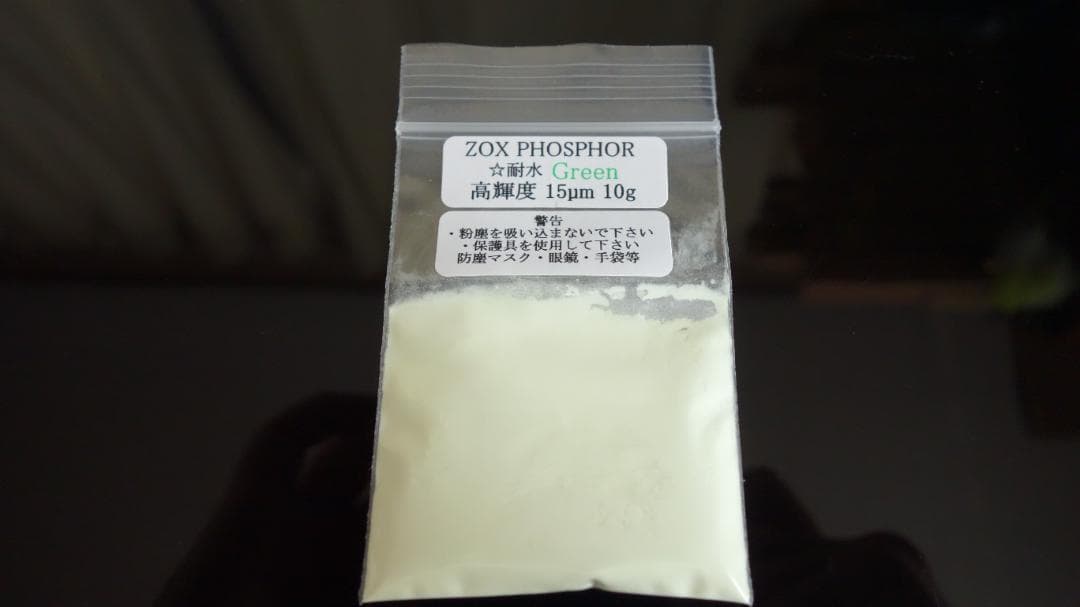 ZOX PHOSPHOR
☆耐水 Green
高輝度 15µm 10g
警告
・粉塵を吸い込まないで下さい
・保護具を使用して下さい
防塵マスク・眼鏡・手袋等